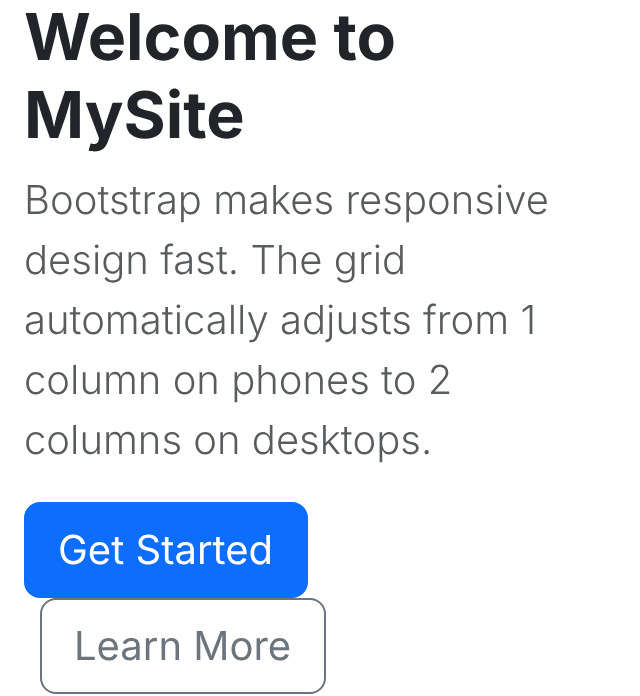 Welcome to
MySite
Bootstrap makes responsive
design fast. The grid
automatically adjusts from 1
column on phones to 2
columns on desktops.
Get Started
Learn More